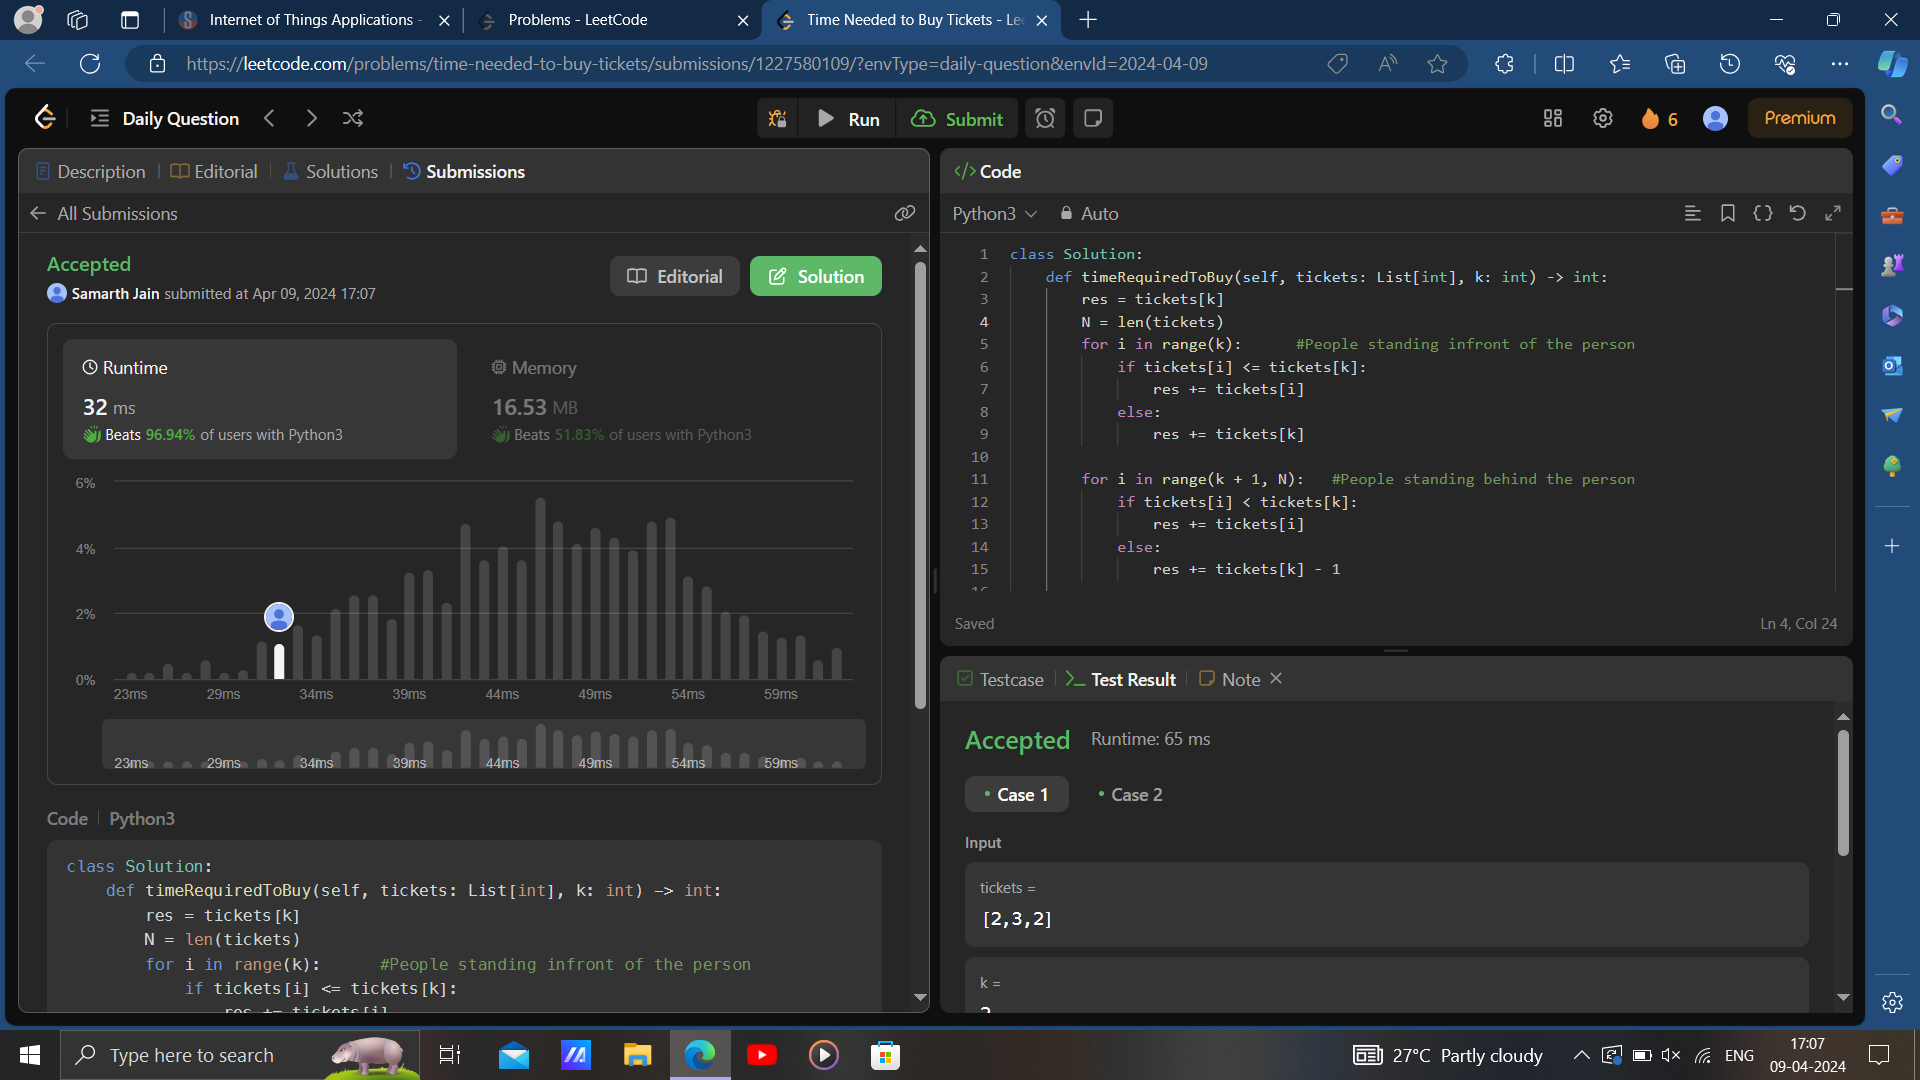 Internet of Things Applications -
Problems - LeetCode
Time Needed to Buy Tickets - Le
https://leetcode.com/problems/time-needed-to-buy-tickets/submissions/1227580109/?envType=daily-question&envId=2024-04-09
Daily Question
Run
Submit
6
Premium
Description
Editorial
Solutions
Submissions
All Submissions
Accepted
Samarth Jain submitted at Apr 09, 2024 17:07
Editorial
Solution
Runtime
32 ms
Beats 96.94% of users with Python3
Memory
16.53 MB
Beats 51.83% of users with Python3
6%
4%
2%
0%
23ms 29ms 34ms 39ms 44ms 49ms 54ms 59ms
23ms 29ms 34ms 39ms 44ms 49ms 54ms 59ms
Code | Python3
class Solution:
def timeRequiredToBuy(self, tickets: List[int], k: int) -> int:
res = tickets[k]
N = len(tickets)
for i in range(k): #People standing infront of the person
if tickets[i] <= tickets[k]:
res += tickets[i]
</> Code
Python3
Auto
1 class Solution:
2 def timeRequiredToBuy(self, tickets: List[int], k: int) -> int:
3 res = tickets[k]
4 N = len(tickets)
5 for i in range(k): #People standing infront of the person
6 if tickets[i] <= tickets[k]:
7 res += tickets[i]
8 else:
9 res += tickets[k]
10
11 for i in range(k + 1, N): #People standing behind the person
12 if tickets[i] < tickets[k]:
13 res += tickets[i]
14 else:
15 res += tickets[k] - 1
16
Saved
Ln 4, Col 24
Testcase
Test Result
Note
Accepted
Runtime: 65 ms
Case 1
Case 2
Input
tickets =
[2,3,2]
k =
2
Type here to search
27°C Partly cloudy
ENG
17:07
09-04-2024